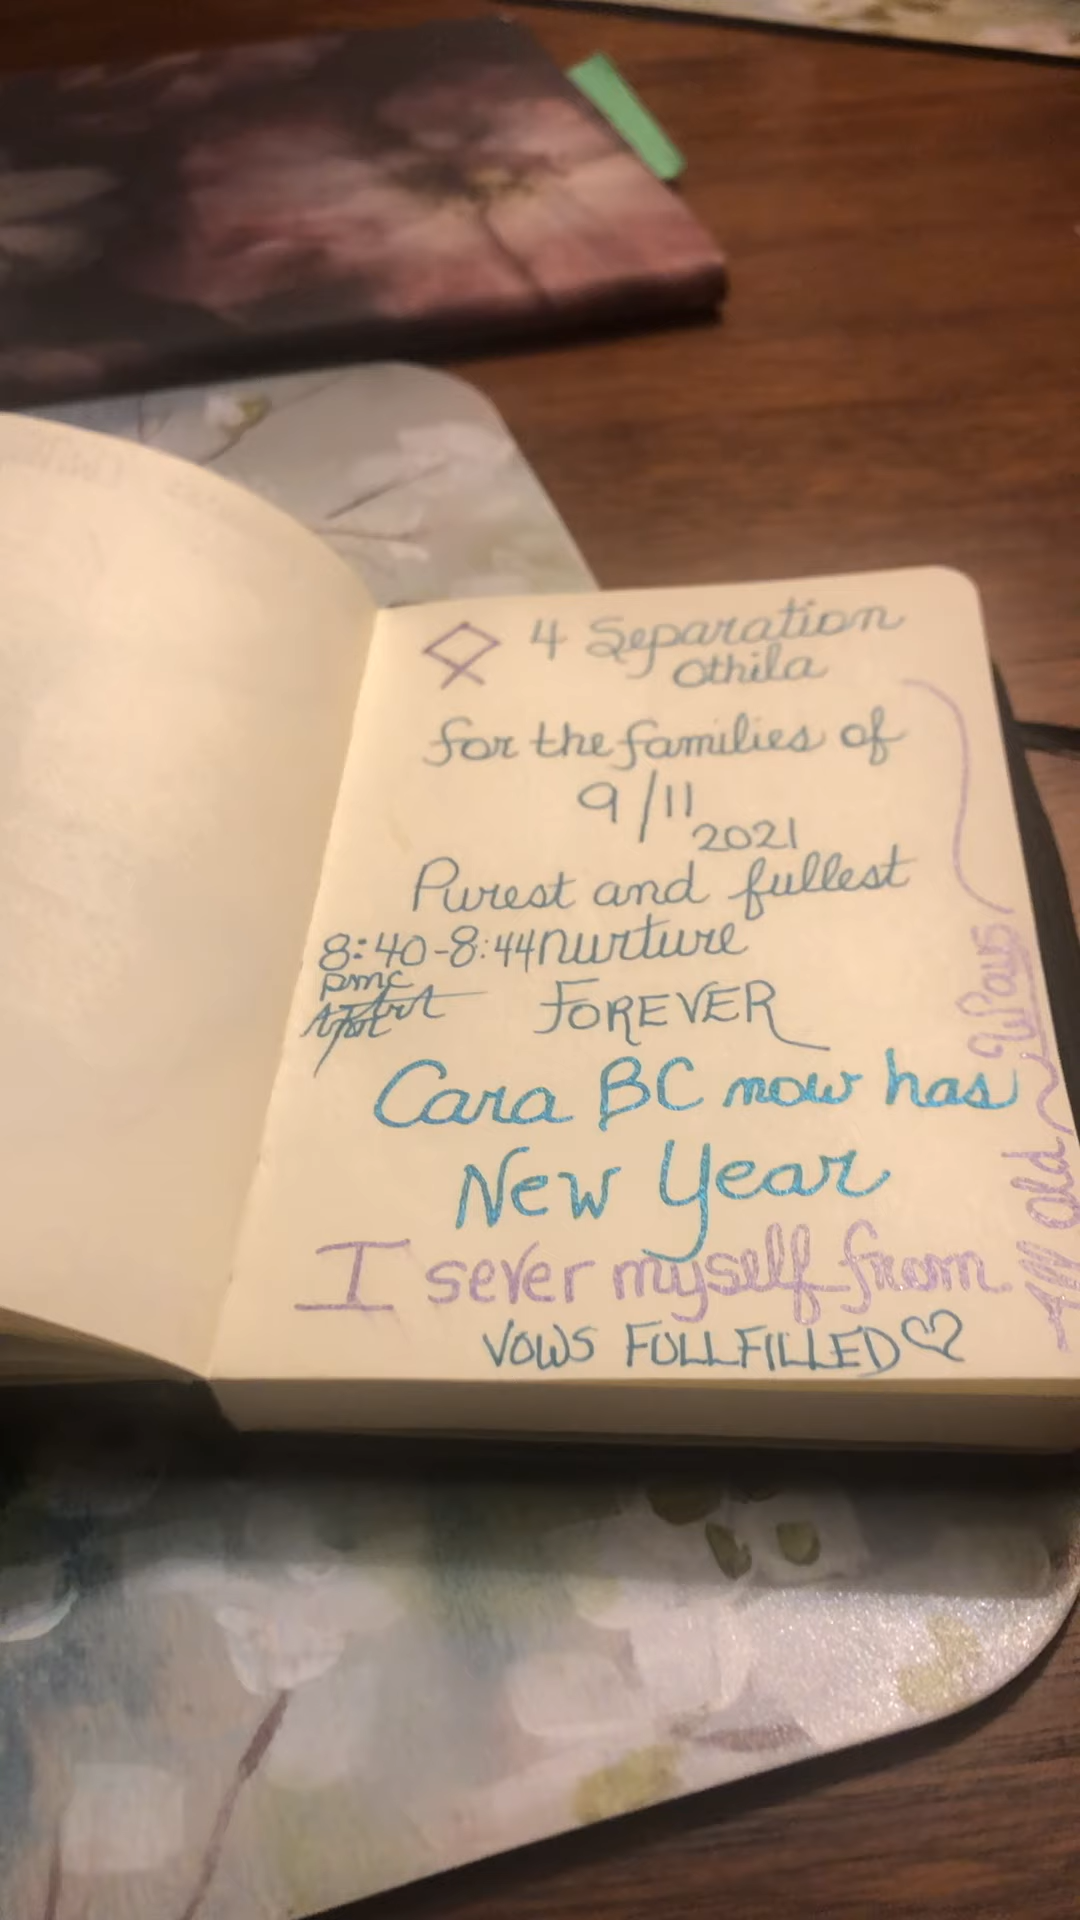 4 Separation
Othila
for the families of
9/11
2021
Purest and fullest
8:40-8:44 nurture
pmc
FOREVER
Cara BC now has
New Year
I sever myself from
All Old
Ways
VOWS FULLFILLED